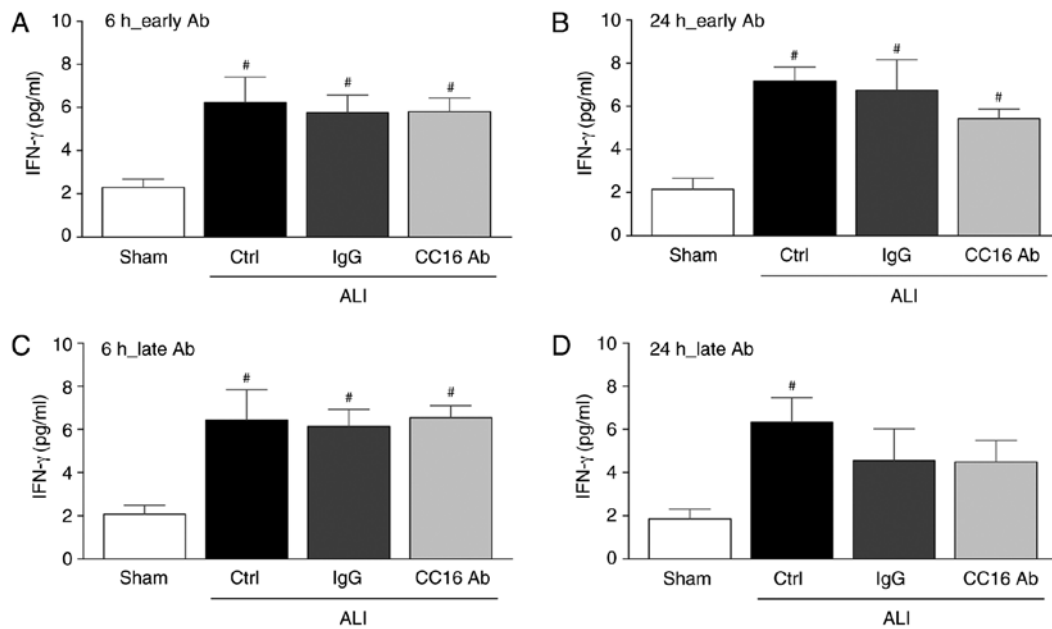 A
6 h_early Ab
IFN-γ (pg/ml)
10
8
6
4
2
0
#
#
#
Sham
Ctrl
IgG
CC16 Ab
ALI
B
24 h_early Ab
IFN-γ (pg/ml)
10
8
6
4
2
0
#
#
#
Sham
Ctrl
IgG
CC16 Ab
ALI
C
6 h_late Ab
IFN-γ (pg/ml)
10
8
6
4
2
0
#
#
#
Sham
Ctrl
IgG
CC16 Ab
ALI
D
24 h_late Ab
IFN-γ (pg/ml)
10
8
6
4
2
0
#
Sham
Ctrl
IgG
CC16 Ab
ALI